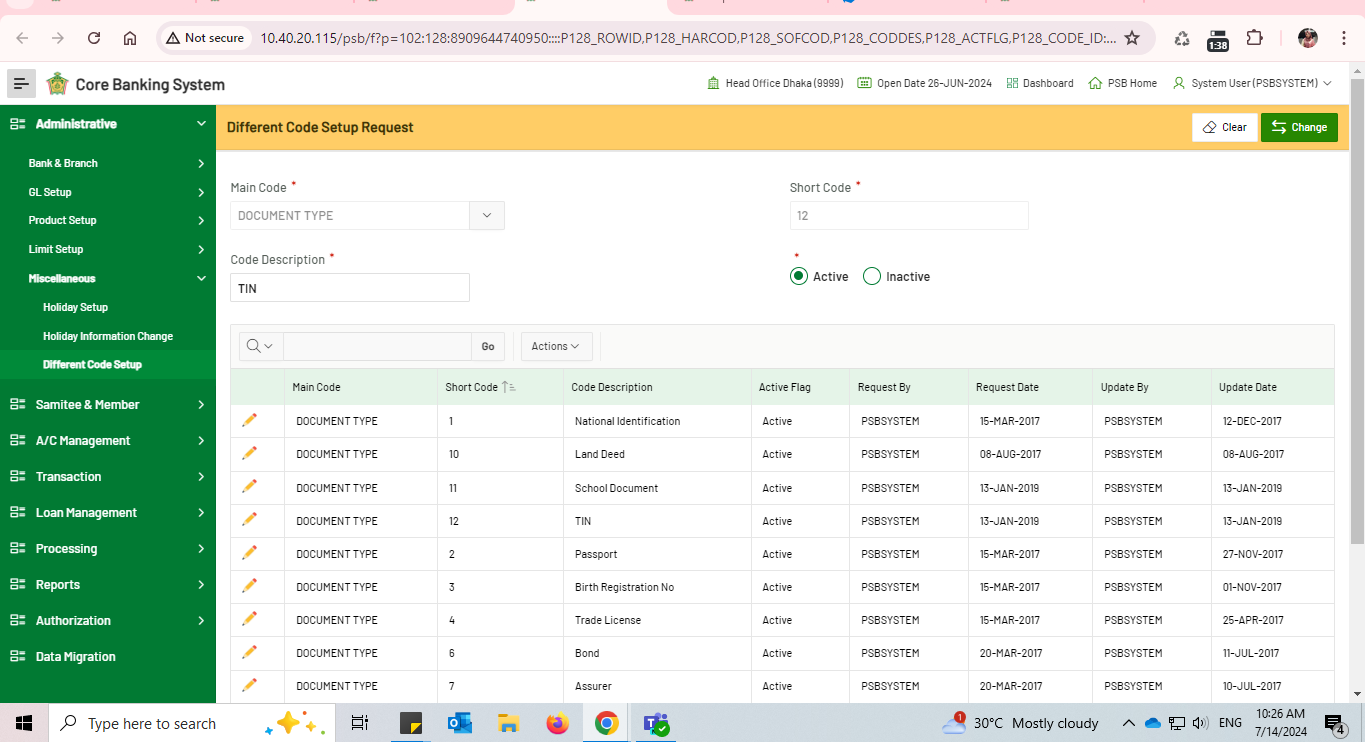 Not secure
10.40.20.115/psb/f?p=102:128:8909644740950::::P128_ROWID,P128_HARCOD,P128_SOFCOD,P128_CODDES,P128_ACTFLG,P128_CODE_ID:...
1:38
Core Banking System
Head Office Dhaka (9999)
Open Date 26-JUN-2024
Dashboard
PSB Home
System User (PSBSYSTEM)
Administrative
Bank & Branch
GL Setup
Product Setup
Limit Setup
Miscellaneous
Holiday Setup
Holiday Information Change
Different Code Setup
Samitee & Member
A/C Management
Transaction
Loan Management
Processing
Reports
Authorization
Data Migration
Different Code Setup Request
Clear
Change
Main Code *
DOCUMENT TYPE
Short Code *
12
Code Description *
TIN
*
Active
Inactive
Go
Actions
Main Code Short Code Code Description Active Flag Request By Request Date Update By Update Date
DOCUMENT TYPE 1 National Identification Active PSBSYSTEM 15-MAR-2017 PSBSYSTEM 12-DEC-2017
DOCUMENT TYPE 10 Land Deed Active PSBSYSTEM 08-AUG-2017 PSBSYSTEM 08-AUG-2017
DOCUMENT TYPE 11 School Document Active PSBSYSTEM 13-JAN-2019 PSBSYSTEM 13-JAN-2019
DOCUMENT TYPE 12 TIN Active PSBSYSTEM 13-JAN-2019 PSBSYSTEM 13-JAN-2019
DOCUMENT TYPE 2 Passport Active PSBSYSTEM 15-MAR-2017 PSBSYSTEM 27-NOV-2017
DOCUMENT TYPE 3 Birth Registration No Active PSBSYSTEM 15-MAR-2017 PSBSYSTEM 01-NOV-2017
DOCUMENT TYPE 4 Trade License Active PSBSYSTEM 15-MAR-2017 PSBSYSTEM 25-APR-2017
DOCUMENT TYPE 6 Bond Active PSBSYSTEM 20-MAR-2017 PSBSYSTEM 11-JUL-2017
DOCUMENT TYPE 7 Assurer Active PSBSYSTEM 20-MAR-2017 PSBSYSTEM 10-JUL-2017
Type here to search
1
30°C Mostly cloudy
ENG
10:26 AM
7/14/2024
4